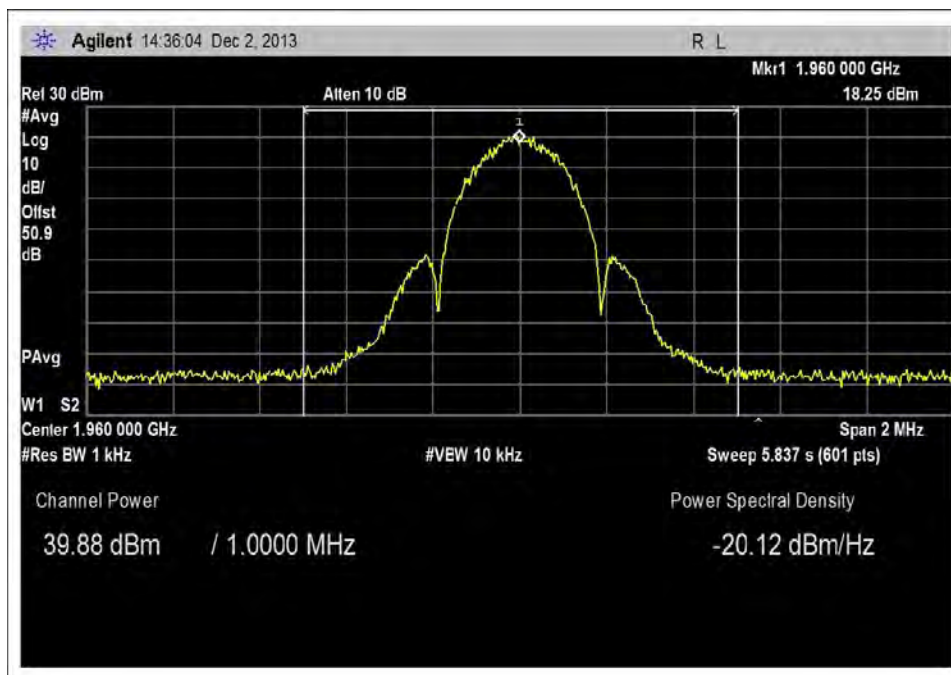 Agilent 14:36:04 Dec 2, 2013 R L
Mkr1 1.960 000 GHz
Ref 30 dBm Atten 10 dB 18.25 dBm
#Avg
Log
10
dB/
Offset
50.9
dB
1
PAvg
W1 S2
Center 1.960 000 GHz Span 2 MHz
#Res BW 1 kHz #VBW 10 kHz Sweep 5.837 s (601 pts)
Channel Power Power Spectral Density
39.88 dBm / 1.0000 MHz -20.12 dBm/Hz